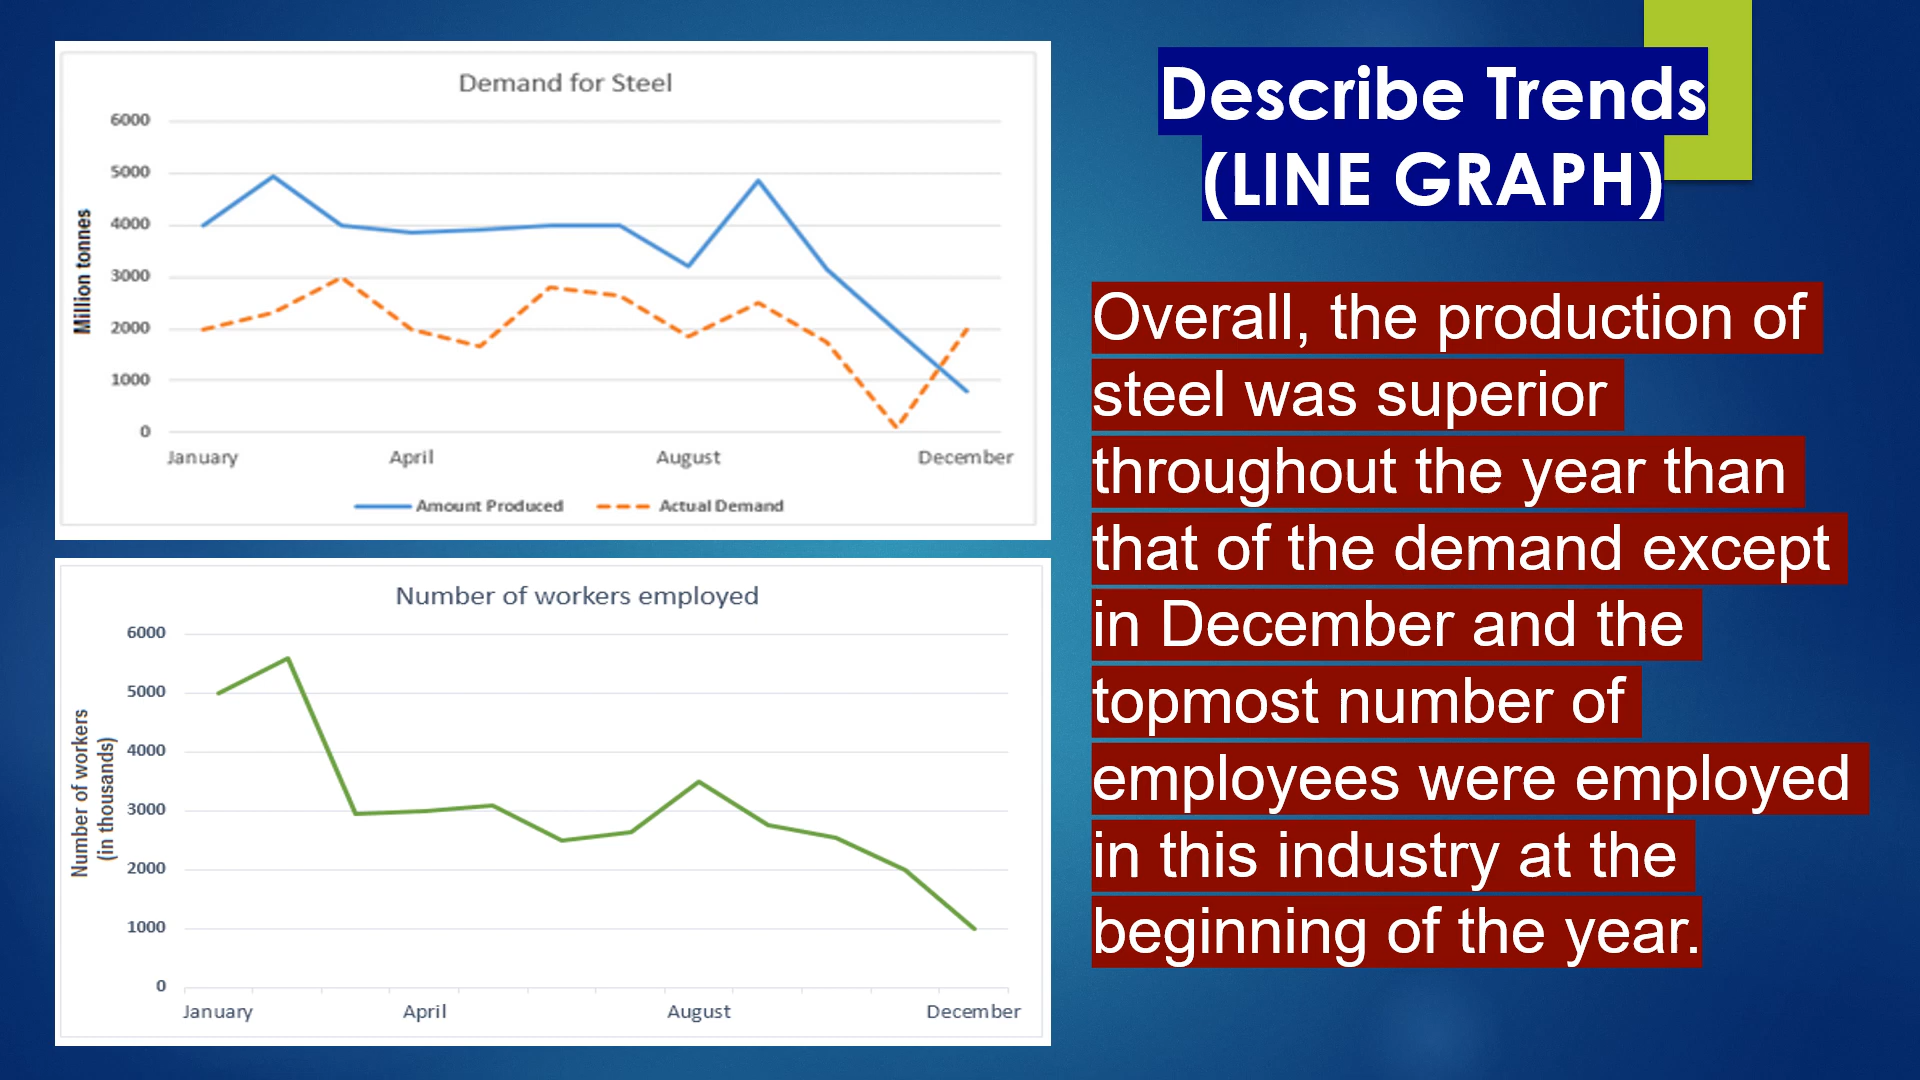 Demand for Steel
6000
5000
4000
3000
2000
1000
0
Million tonnes
January April August December
Amount Produced Actual Demand
Number of workers employed
6000
5000
4000
3000
2000
1000
0
Number of workers
(in thousands)
January April August December
Describe Trends
(LINE GRAPH)
Overall, the production of
steel was superior
throughout the year than
that of the demand except
in December and the
topmost number of
employees were employed
in this industry at the
beginning of the year.